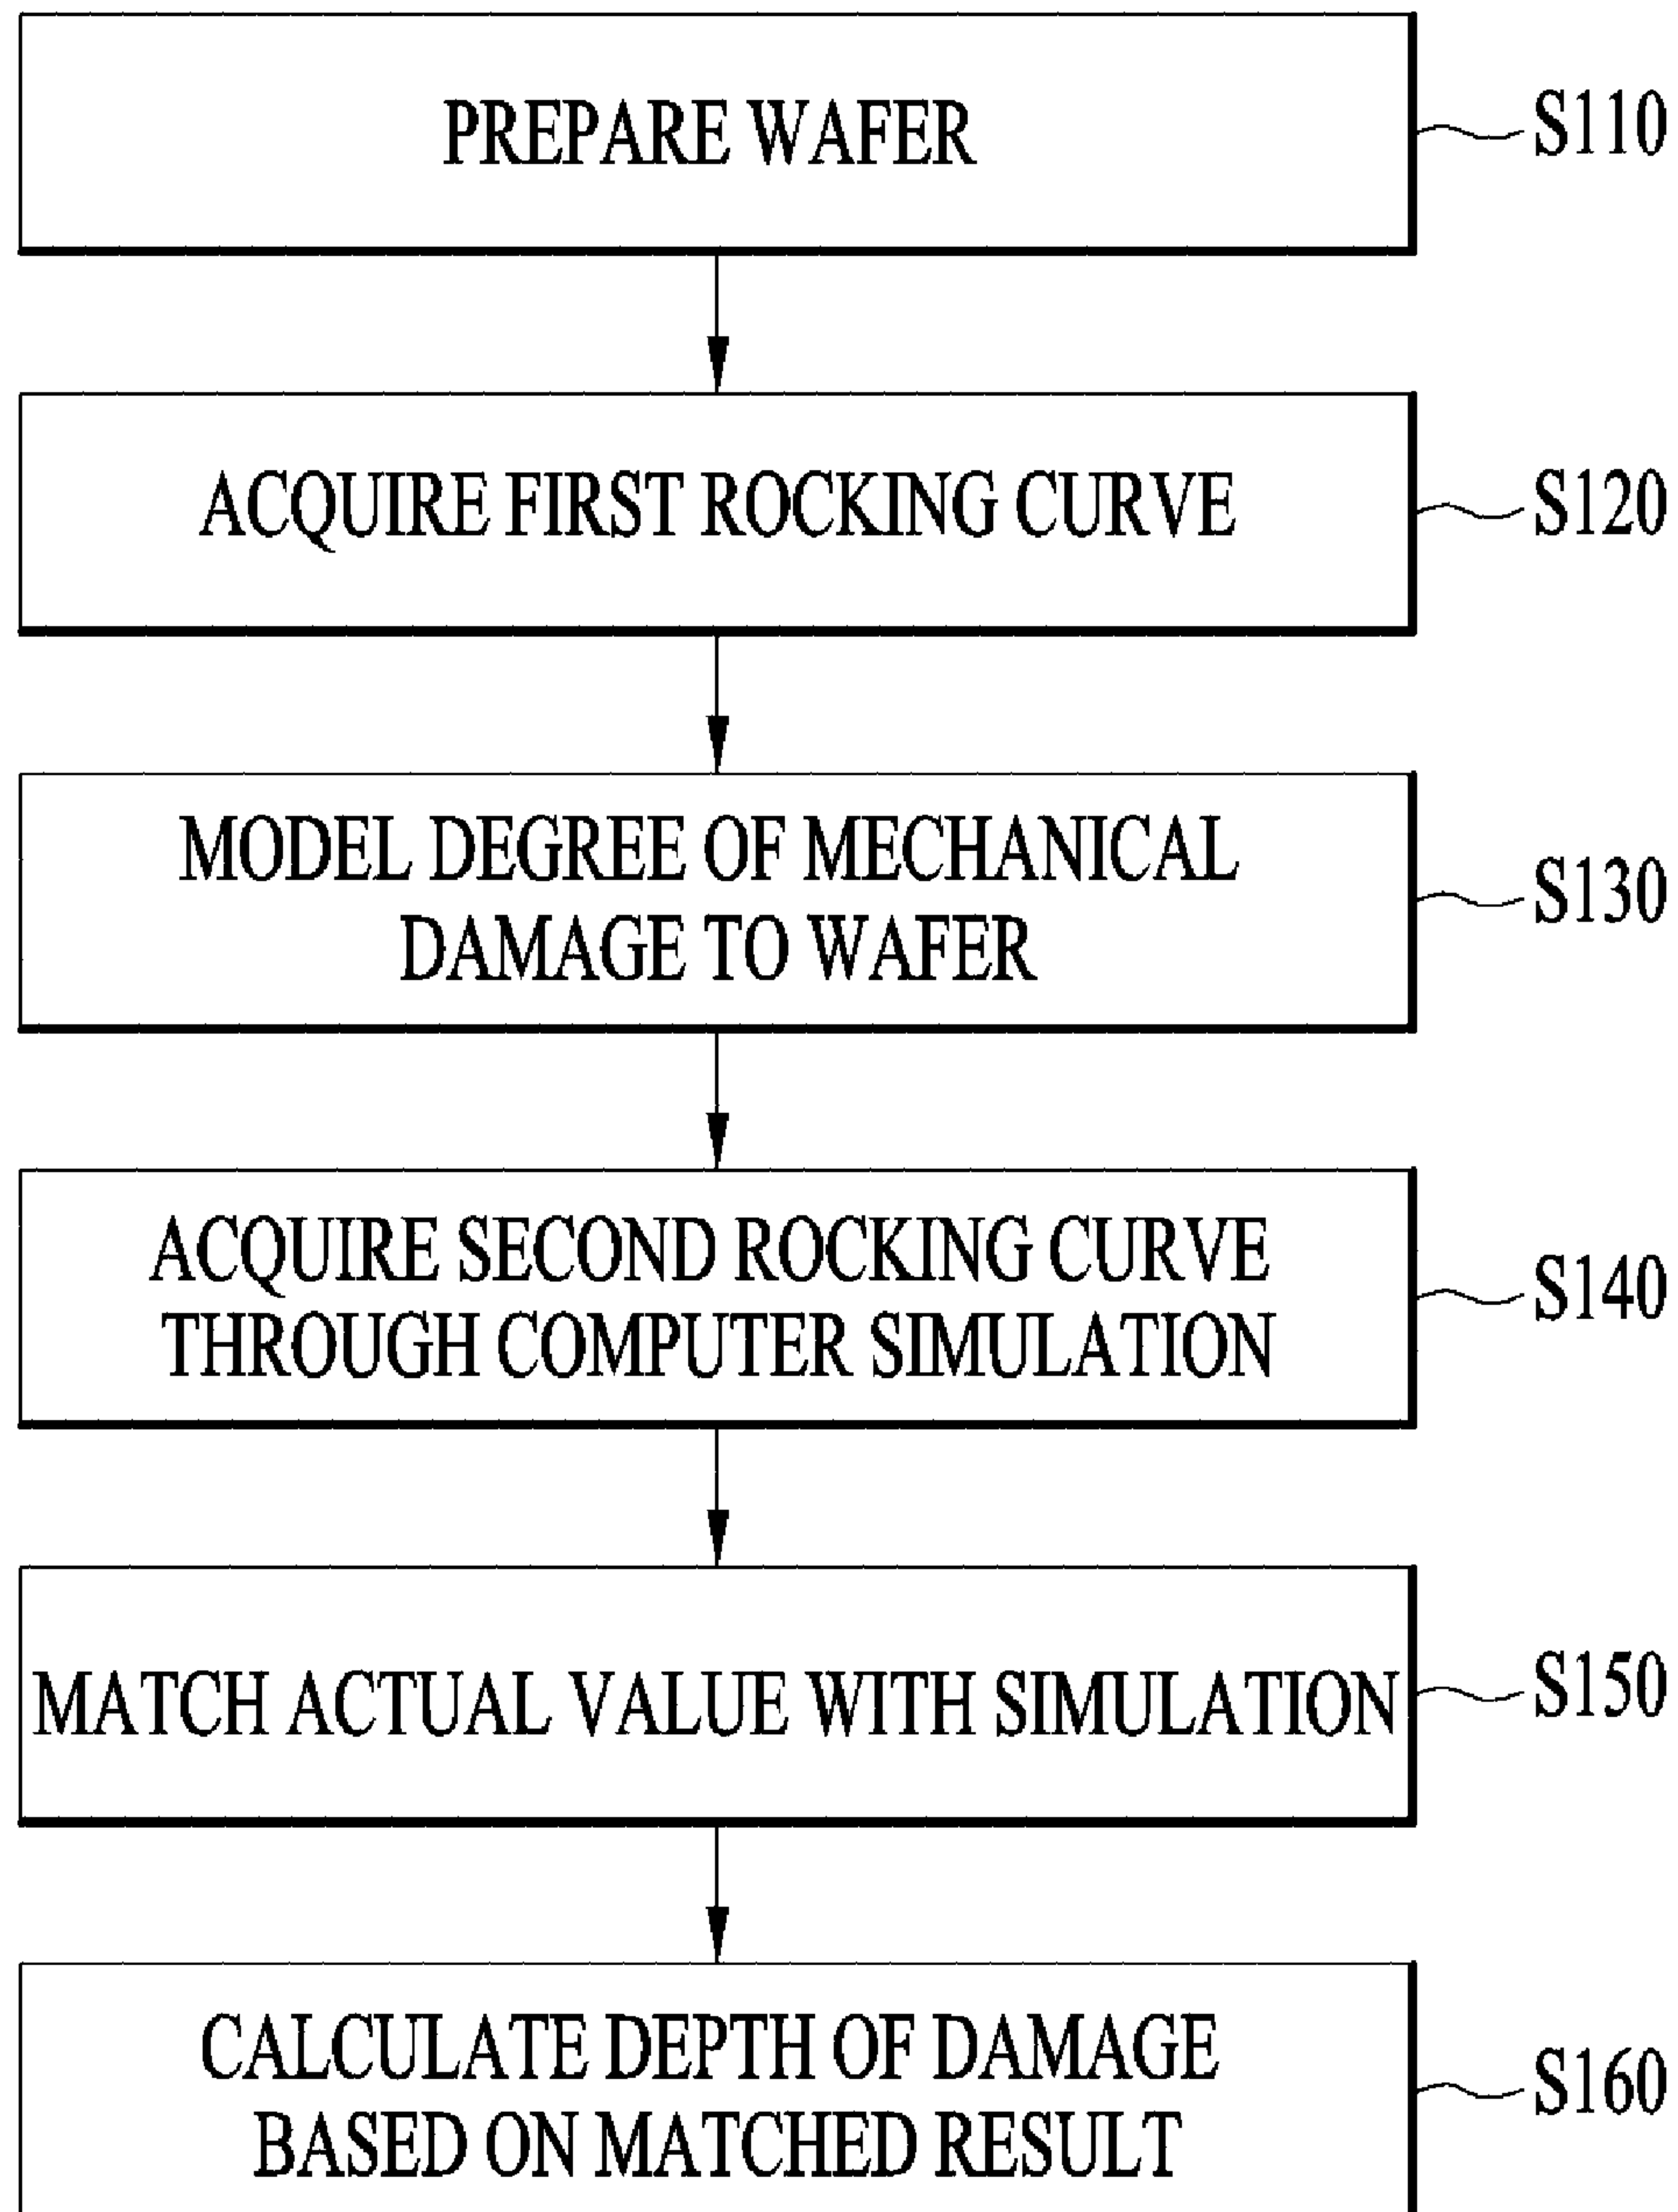 PREPARE WAFER
S110
ACQUIRE FIRST ROCKING CURVE
S120
MODEL DEGREE OF MECHANICAL
DAMAGE TO WAFER
S130
ACQUIRE SECOND ROCKING CURVE
THROUGH COMPUTER SIMULATION
S140
MATCH ACTUAL VALUE WITH SIMULATION
S150
CALCULATE DEPTH OF DAMAGE
BASED ON MATCHED RESULT
S160